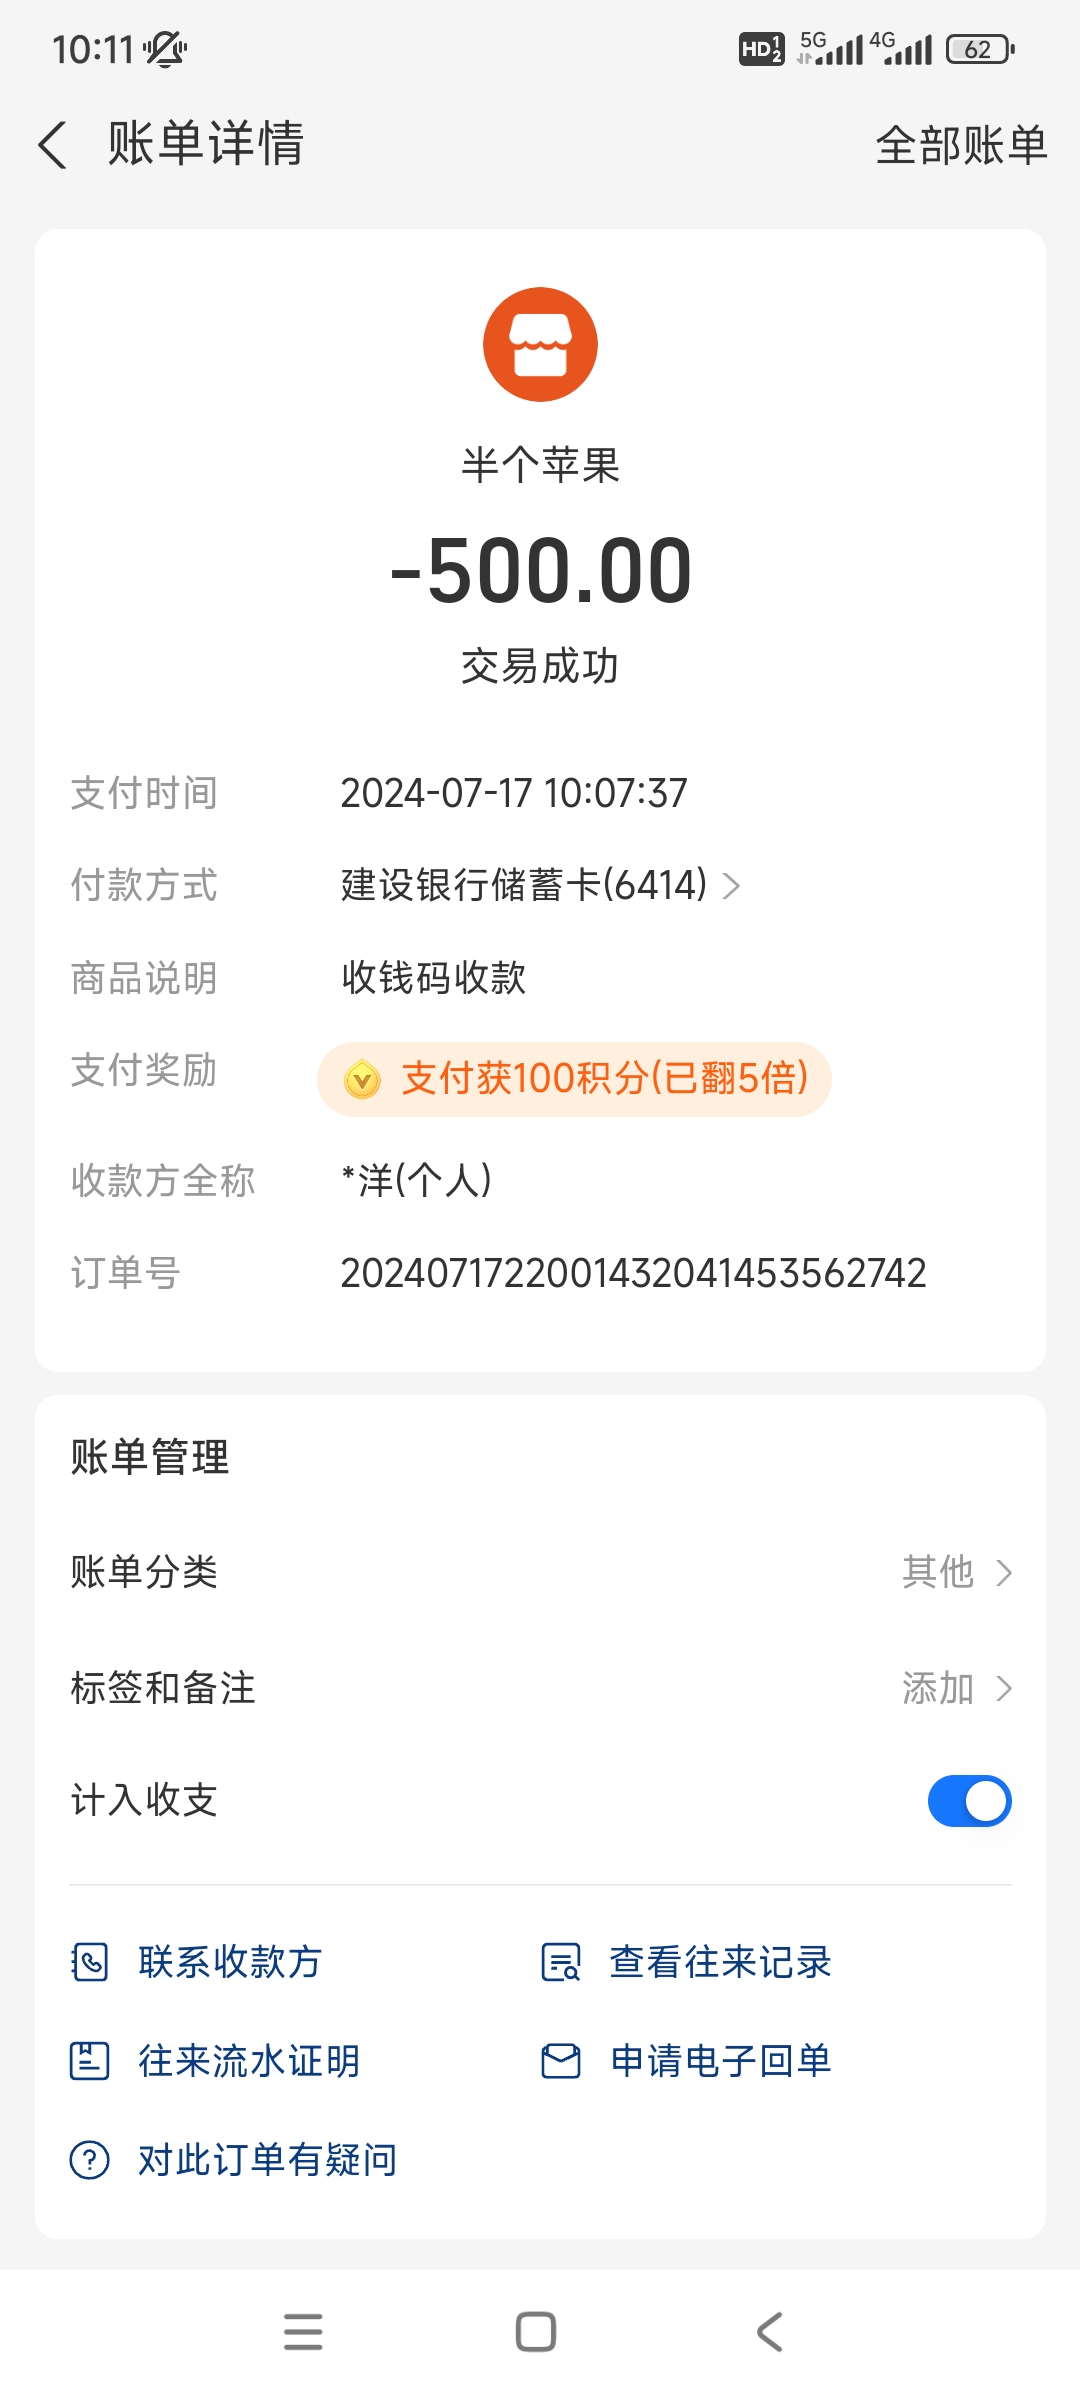 10:11
HD 1 2 5G 4G 62
账单详情
全部账单
半个苹果
-500.00
交易成功
支付时间 2024-07-17 10:07:37
付款方式 建设银行储蓄卡(6414)
商品说明 收钱码收款
支付奖励 支付获100积分(已翻5倍)
收款方全称 *洋(个人)
订单号 2024071722001432041453562742
账单管理
账单分类 其他
标签和备注 添加
计入收支
联系收款方 查看往来记录
往来流水证明 申请电子回单
对此订单有疑问